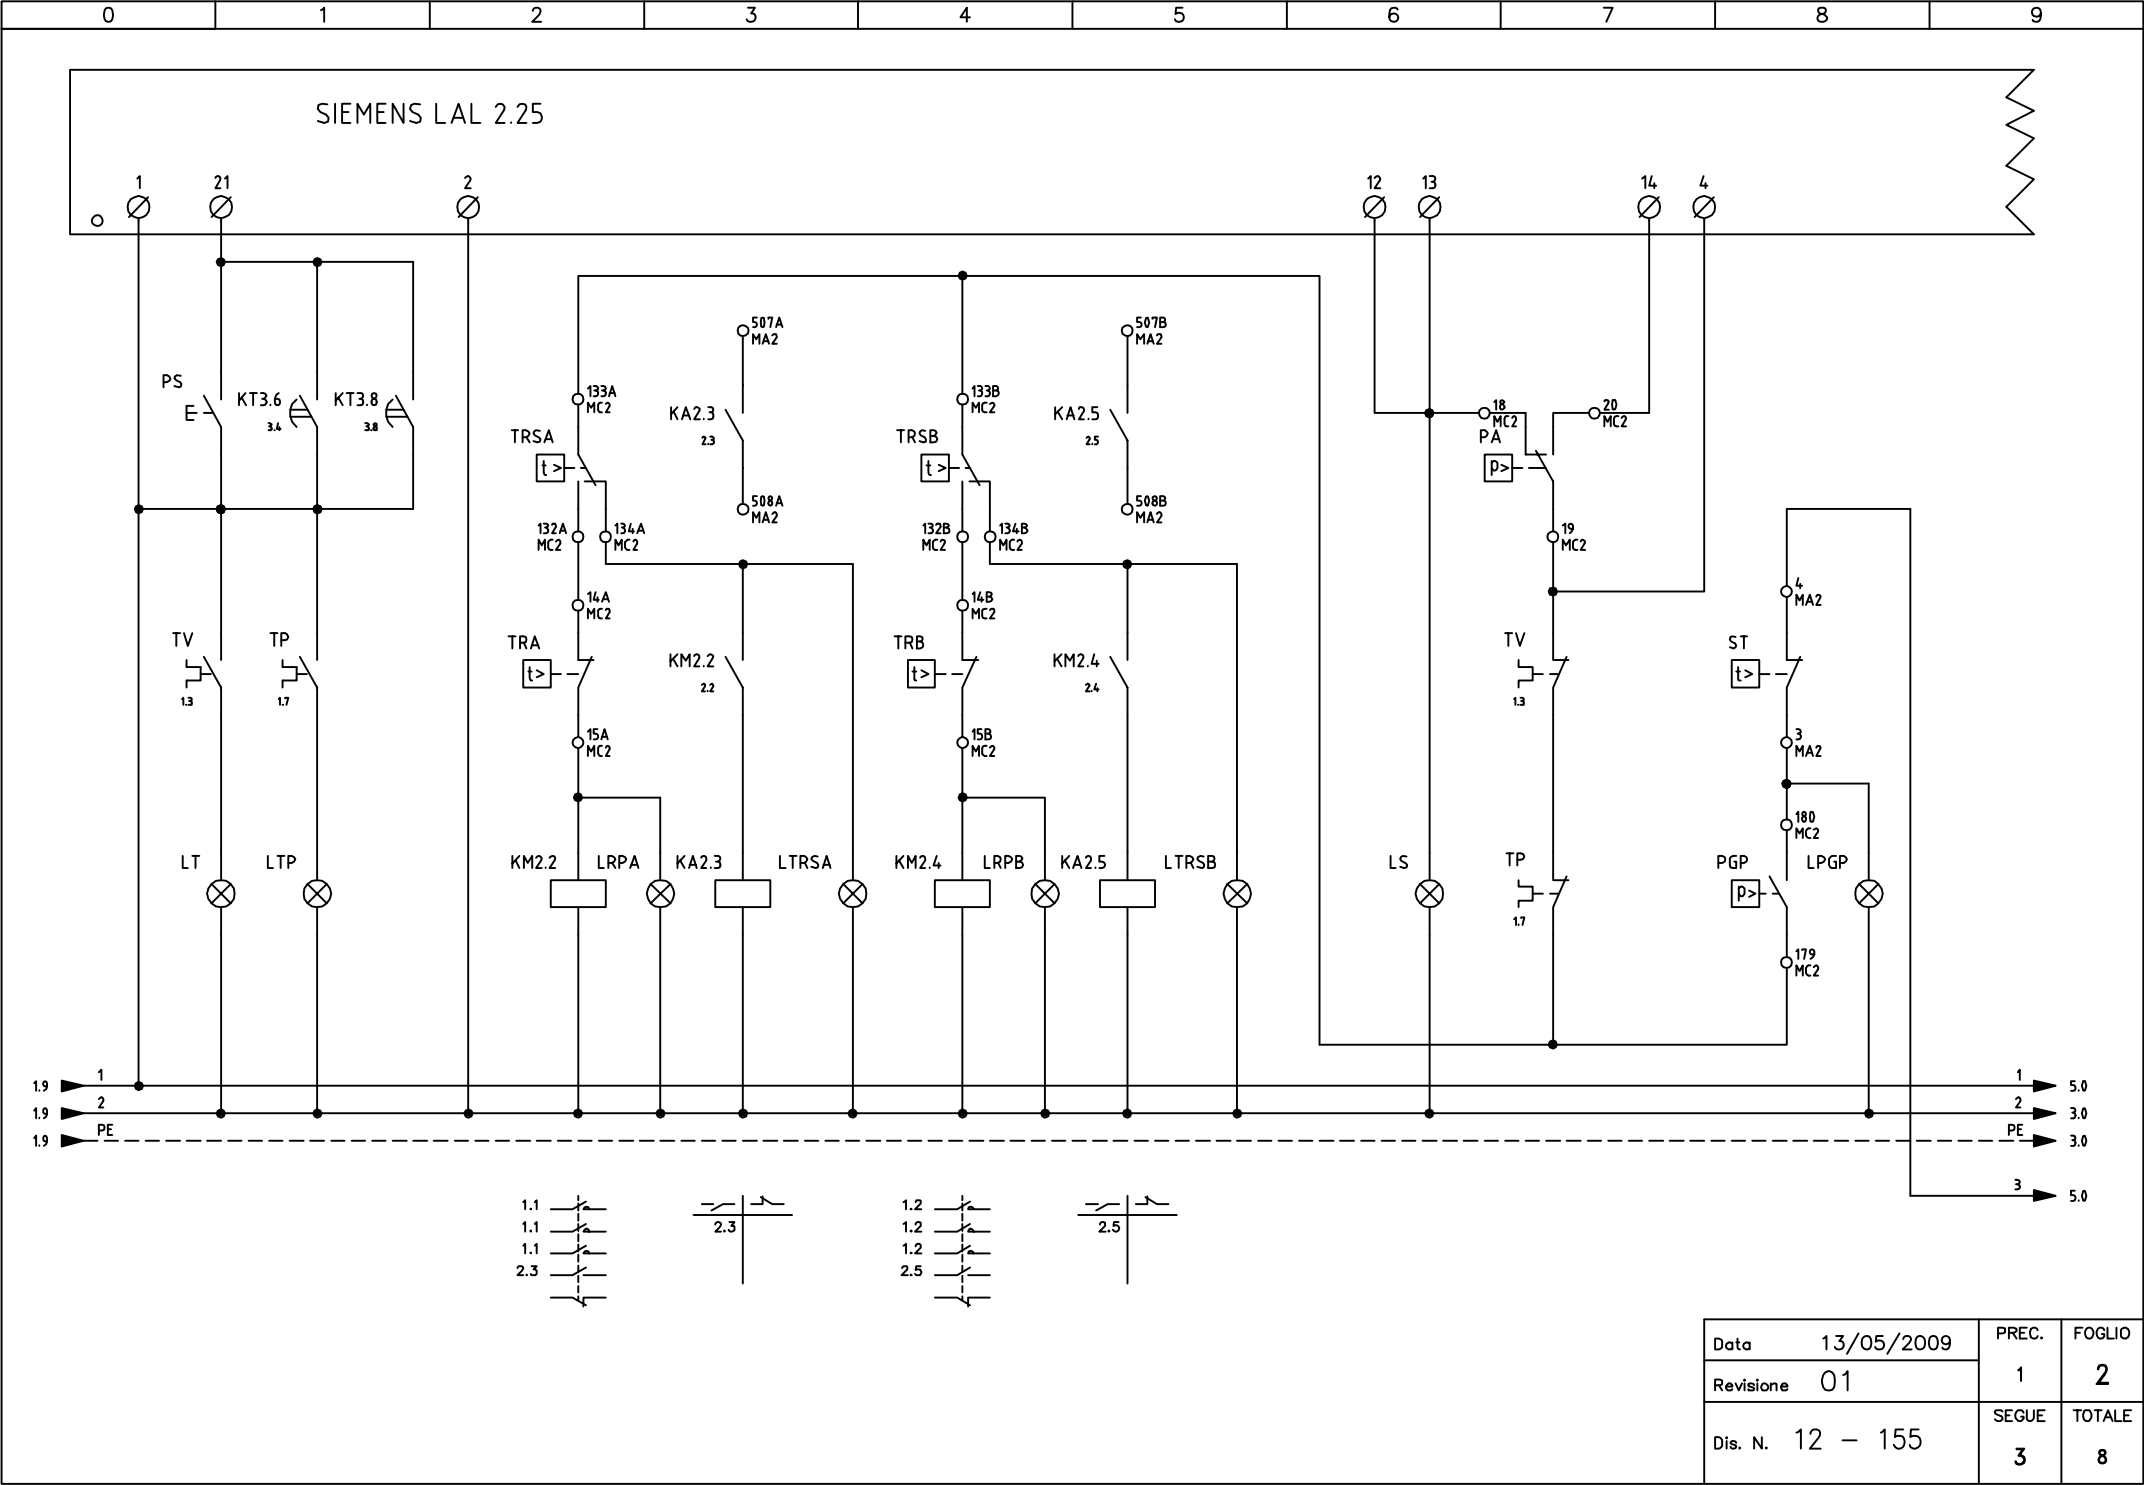 0 1 2 3 4 5 6 7 8 9
SIEMENS LAL 2.25
1 21 2 12 13 14 4
507A
MA2
507B
MA2
PS
KT3.6
3.4
KT3.8
3.8
133A
MC2
KA2.3
2.3
133B
MC2
KA2.5
2.5
18
MC2
20
MC2
TRSA
t>
TRSB
t>
PA
P>
508A
MA2
508B
MA2
132A
MC2
134A
MC2
132B
MC2
134B
MC2
19
MC2
14A
MC2
14B
MC2
4
MA2
TV
1.3
TP
1.7
TRA
t>
KM2.2
2.2
TRB
t>
KM2.4
2.4
TV
1.3
ST
t>
15A
MC2
15B
MC2
3
MA2
180
MC2
LT
LTP
KM2.2
LRPA
KA2.3
LTRSA
KM2.4
LRPB
KA2.5
LTRSB
LS
TP
1.7
PGP
P>
LPGP
179
MC2
1.9 1 1 5.0
1.9 2 2 3.0
1.9 PE PE 3.0
3 5.0
1.1
1.1
1.1
2.3
2.3
1.2
1.2
1.2
2.5
2.5
Data 13/05/2009
Revisione 01
Dis. N. 12 - 155
PREC.
1
FOGLIO
2
SEGUE
3
TOTALE
8